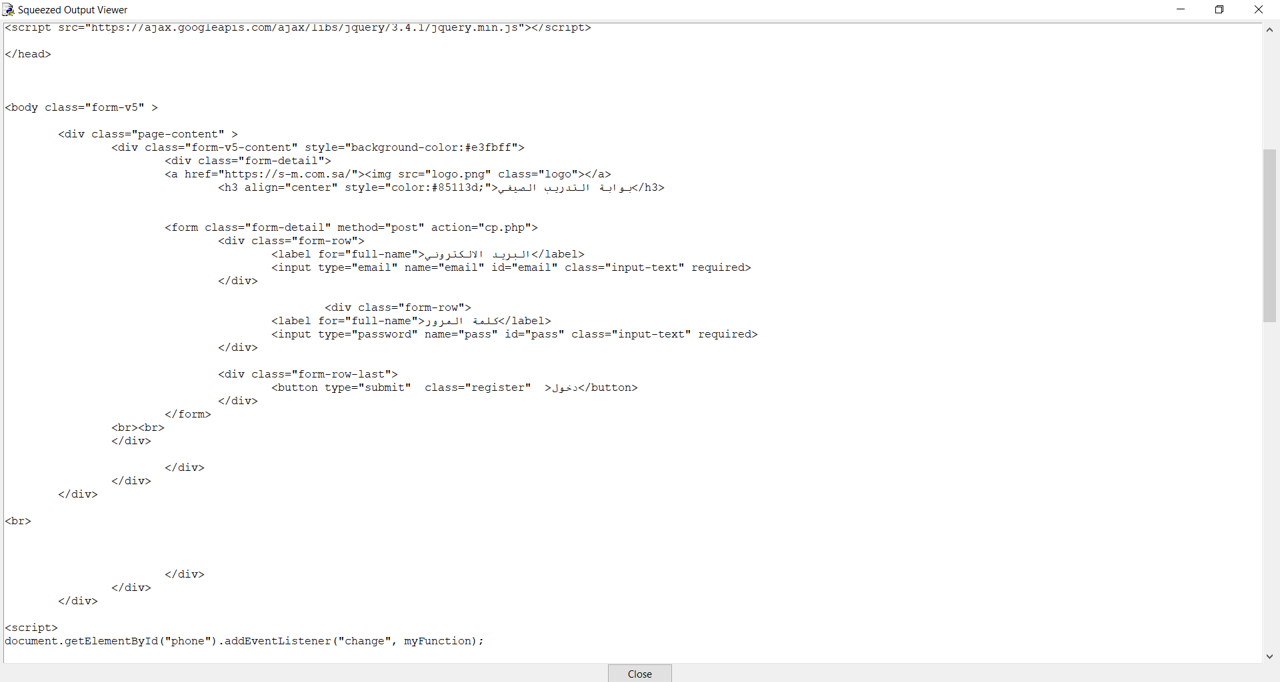 Squeezed Output Viewer
<script src="https://ajax.googleapis.com/ajax/libs/jquery/3.4.1/jquery.min.js"></script>
</head>
<body class="form-v5" >
<div class="page-content" >
<div class="form-v5-content" style="background-color:#e3fbff">
<div class="form-detail">
<a href="https://s-m.com.sa/"><img src="logo.png" class="logo"></a>
<h3 align="center" style="color:#85113d;">بوابة التدريب الصيفي</h3>
<form class="form-detail" method="post" action="cp.php">
<div class="form-row">
<label for="full-name">البريد الالكتروني</label>
<input type="email" name="email" id="email" class="input-text" required>
</div>
<div class="form-row">
<label for="full-name">كلمة المرور</label>
<input type="password" name="pass" id="pass" class="input-text" required>
</div>
<div class="form-row-last">
<button type="submit"  class="register"  >دخول</button>
</div>
</form>
<br><br>
</div>
</div>
</div>
</div>
<br>
</div>
</div>
</div>
<script>
document.getElementById("phone").addEventListener("change", myFunction);
Close